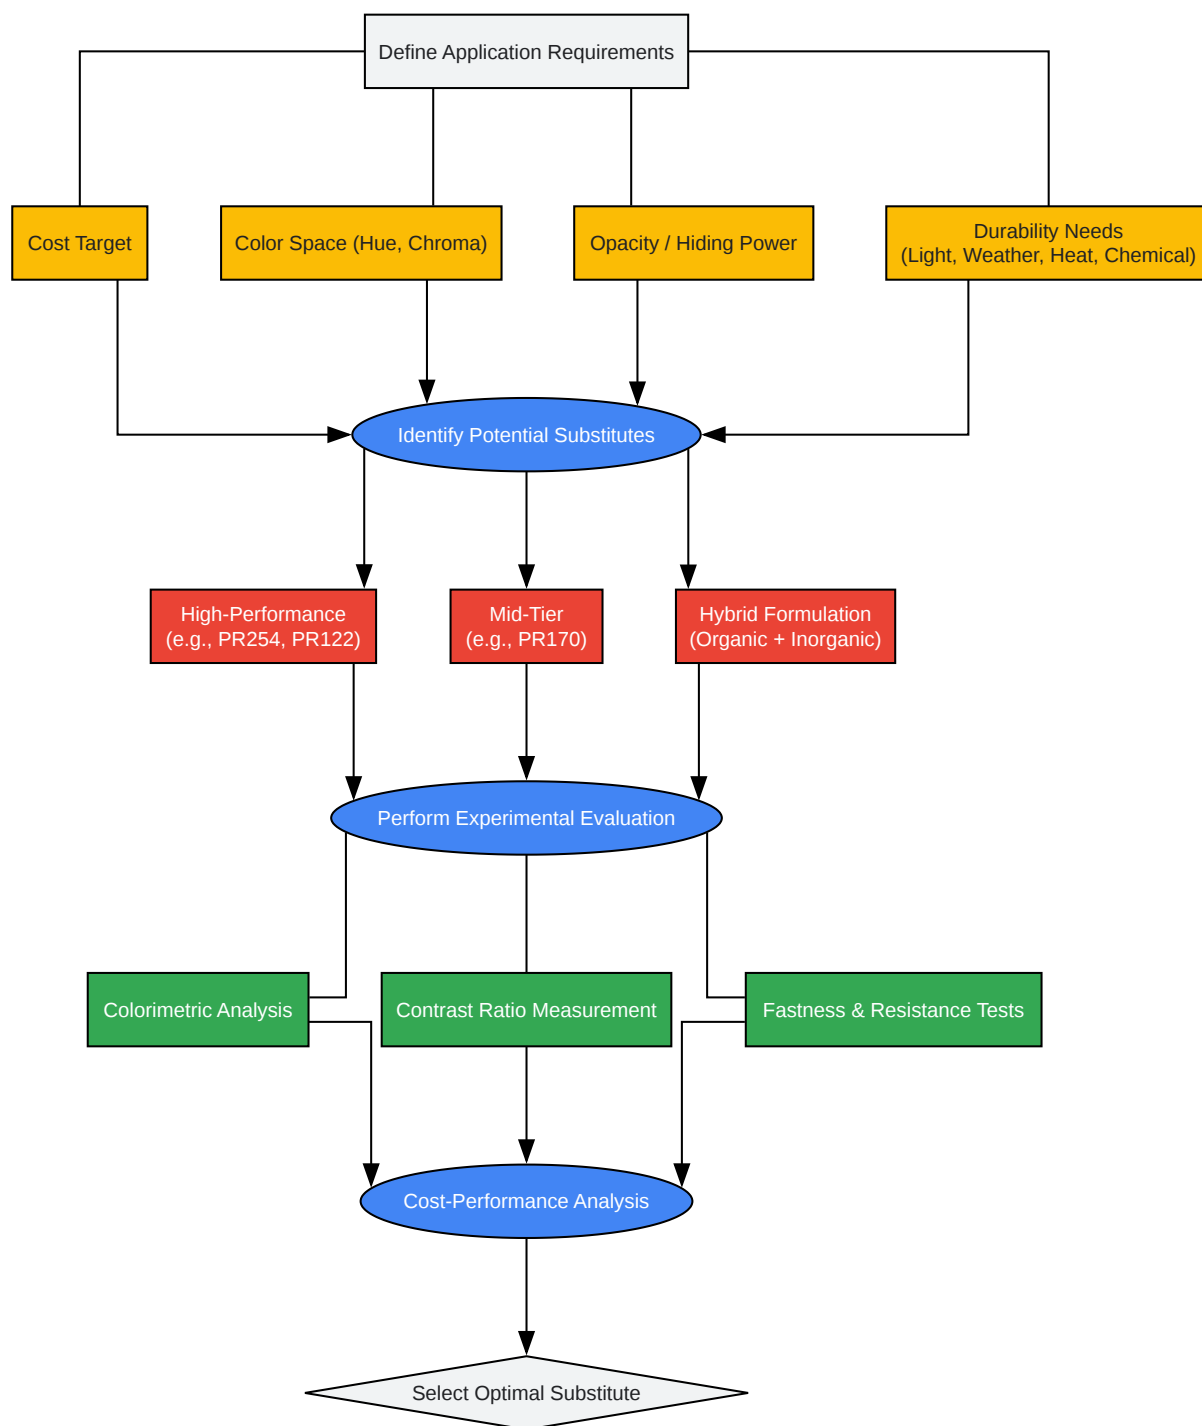 Define Application Requirements
Cost Target
Color Space (Hue, Chroma)
Opacity / Hiding Power
Durability Needs
(Light, Weather, Heat, Chemical)
Identify Potential Substitutes
High-Performance
(e.g., PR254, PR122)
Mid-Tier
(e.g., PR170)
Hybrid Formulation
(Organic + Inorganic)
Perform Experimental Evaluation
Colorimetric Analysis
Contrast Ratio Measurement
Fastness & Resistance Tests
Cost-Performance Analysis
Select Optimal Substitute